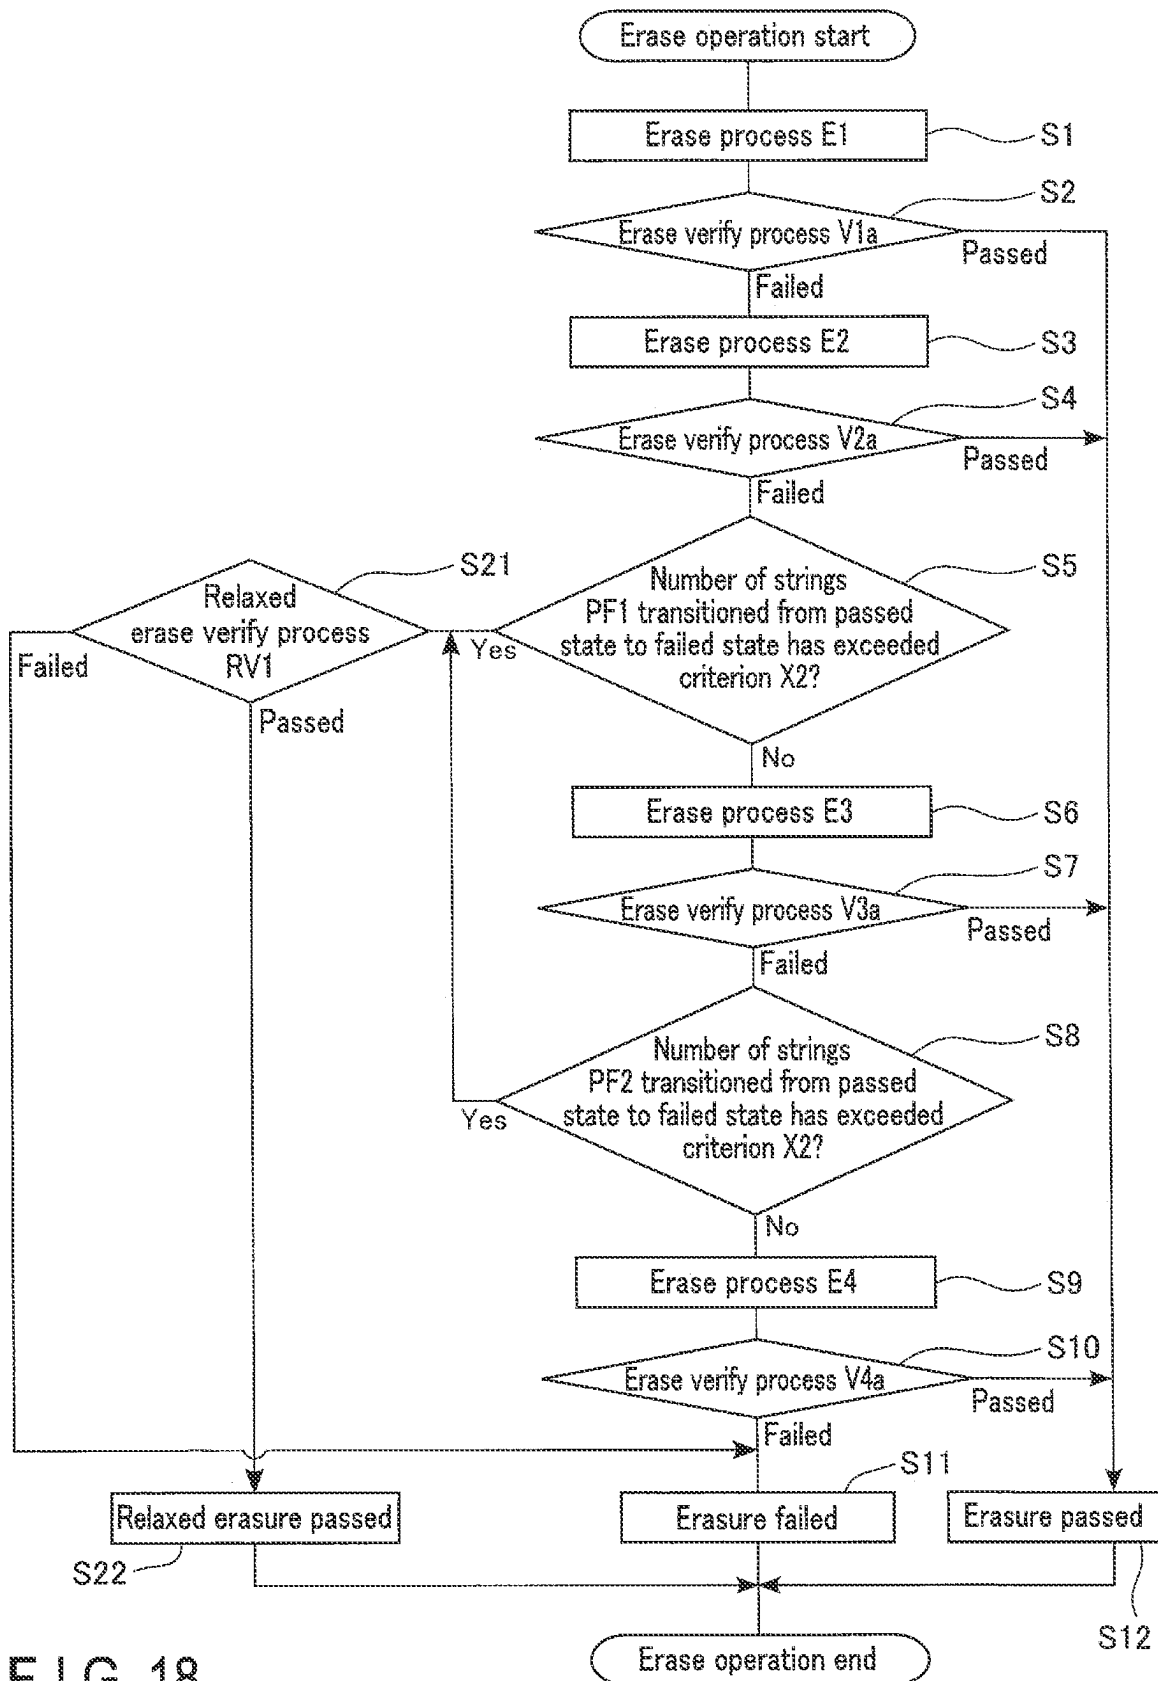 Erase operation start
Erase process E1
S1
S2
Erase verify process V1a
Passed
Failed
Erase process E2
S3
S4
Erase verify process V2a
Passed
Failed
S21
Relaxed
erase verify process
RV1
Failed
Passed
S5
Number of strings
PF1 transitioned from passed
state to failed state has exceeded
criterion X2?
Yes
No
Erase process E3
S6
S7
Erase verify process V3a
Passed
Failed
S8
Number of strings
PF2 transitioned from passed
state to failed state has exceeded
criterion X2?
Yes
No
Erase process E4
S9
S10
Erase verify process V4a
Passed
Failed
S11
Relaxed erasure passed
Erasure failed
Erasure passed
S22
S12
Erase operation end
FIG. 18